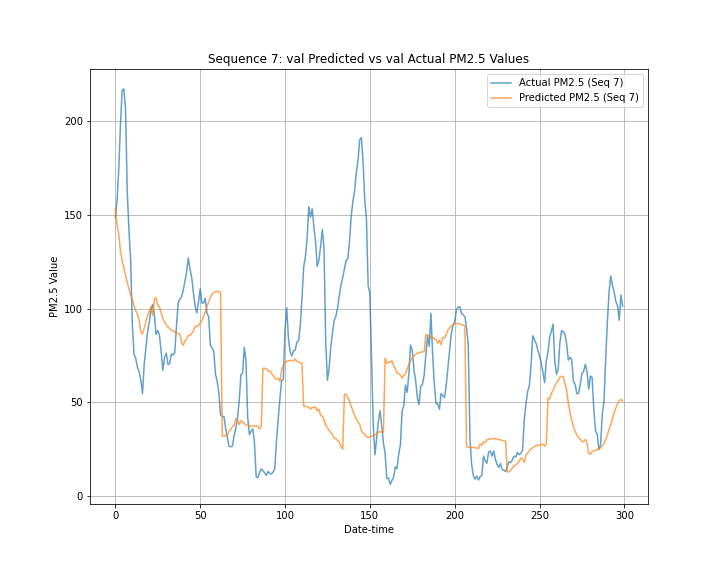 Sequence 7: val Predicted vs val Actual PM2.5 Values
Actual PM2.5 (Seq 7)
Predicted PM2.5 (Seq 7)
PM2.5 Value
200
150
100
50
0
0 50 100 150 200 250 300
Date-time